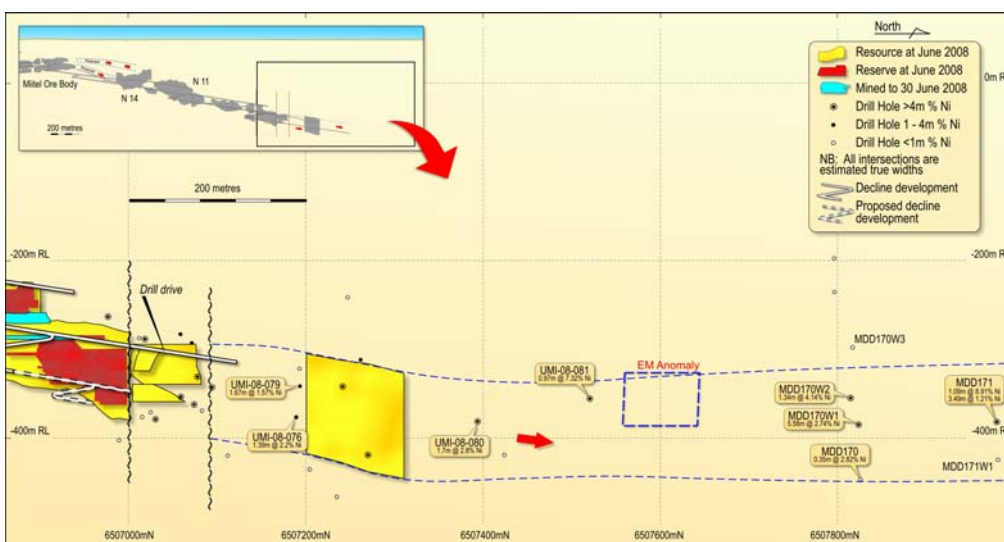 North
Resource at June 2008
Reserve at June 2008
Mined to 30 June 2008
Drill Hole >4m % Ni
Drill Hole 1 - 4m % Ni
Drill Hole <1m % Ni
NB: All intersections are
estimated true widths
Decline development
Proposed decline
development
Miitel Ore Body
N 14
N 11
200 metres
0m R
200 metres
-200m RL
-200m R
Drill drive
UMI-08-079
1.67m @ 1.57% Ni
UMI-08-076
1.39m @ 2.2% Ni
UMI-08-080
1.7m @ 2.8% Ni
UMI-08-081
0.97m @ 7.32% Ni
EM Anomaly
MDD170W3
MDD170W2
1.34m @ 4.14% Ni
MDD170W1
5.58m @ 2.74% Ni
MDD170
0.35m @ 2.82% Ni
MDD171
1.09m @ 8.91% Ni
3.49m @ 1.21% Ni
MDD171W1
-400m RL
-400m RL
6507000mN
6507200mN
6507400mN
6507600mN
6507800mN